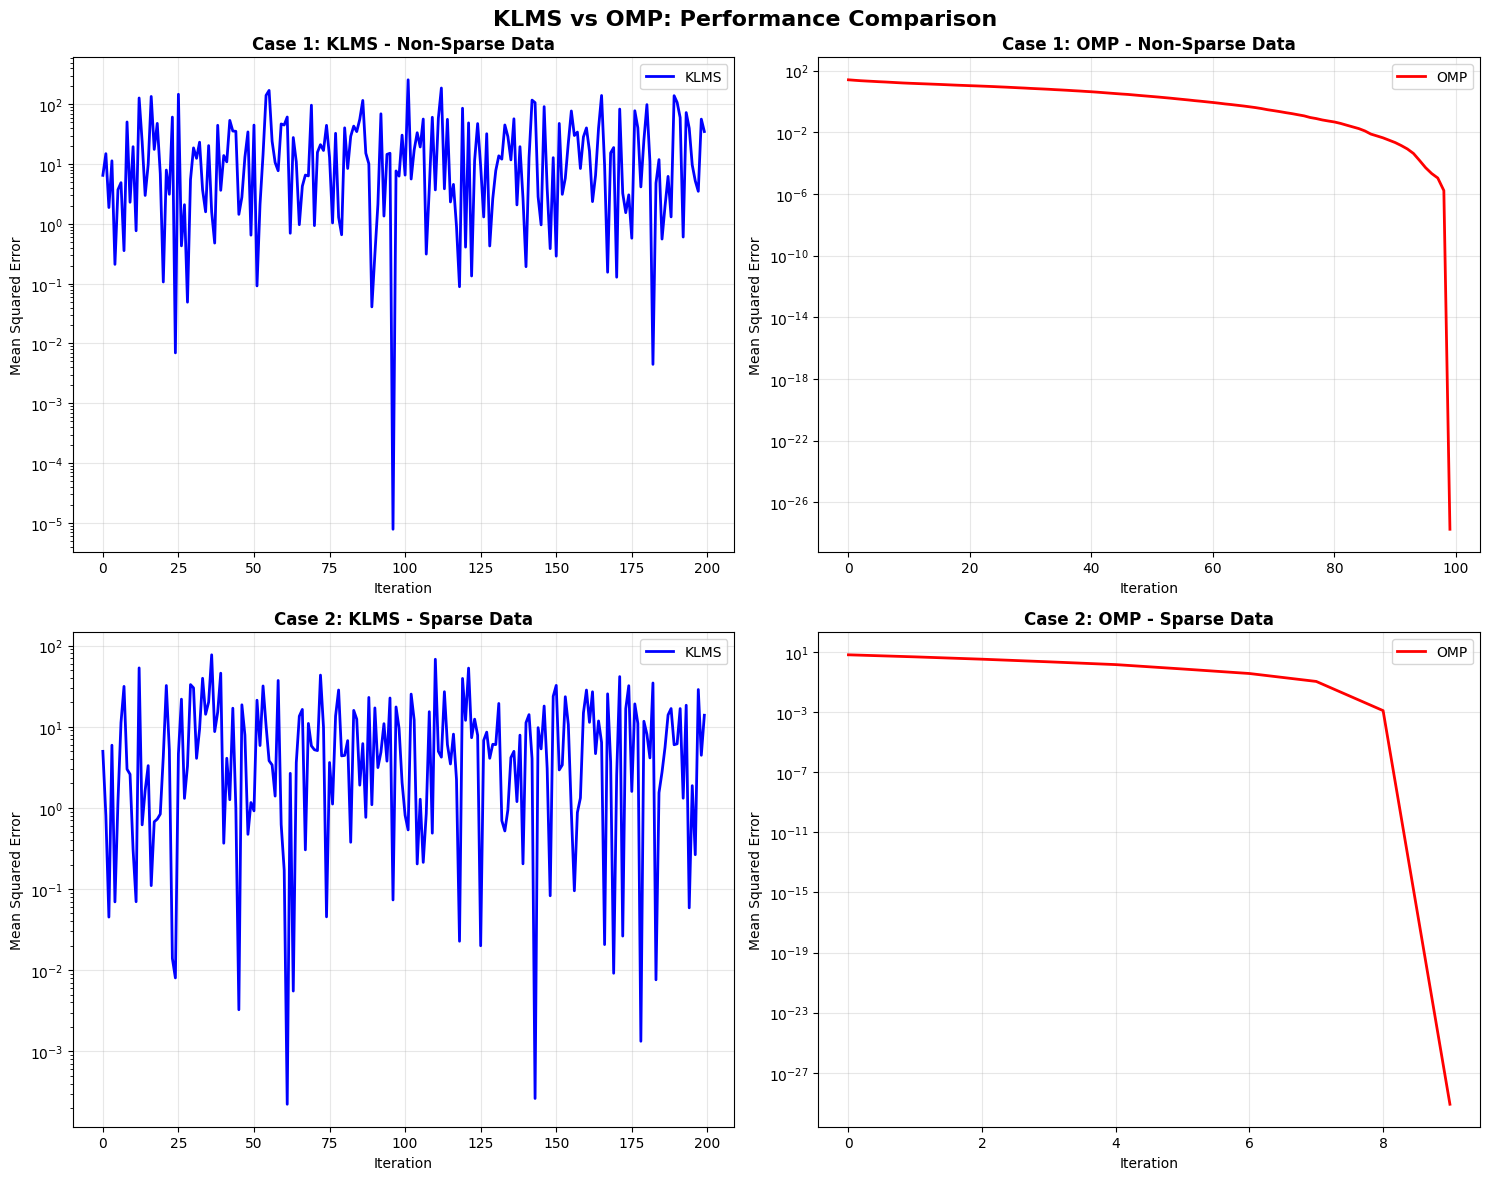 KLMS vs OMP: Performance Comparison
Case 1: KLMS - Non-Sparse Data
KLMS
Mean Squared Error
10^2
10^1
10^0
10^-1
10^-2
10^-3
10^-4
10^-5
0 25 50 75 100 125 150 175 200
Iteration
Case 1: OMP - Non-Sparse Data
OMP
Mean Squared Error
10^2
10^-2
10^-6
10^-10
10^-14
10^-18
10^-22
10^-26
0 20 40 60 80 100
Iteration
Case 2: KLMS - Sparse Data
KLMS
Mean Squared Error
10^2
10^1
10^0
10^-1
10^-2
10^-3
0 25 50 75 100 125 150 175 200
Iteration
Case 2: OMP - Sparse Data
OMP
Mean Squared Error
10^1
10^-3
10^-7
10^-11
10^-15
10^-19
10^-23
10^-27
0 2 4 6 8
Iteration